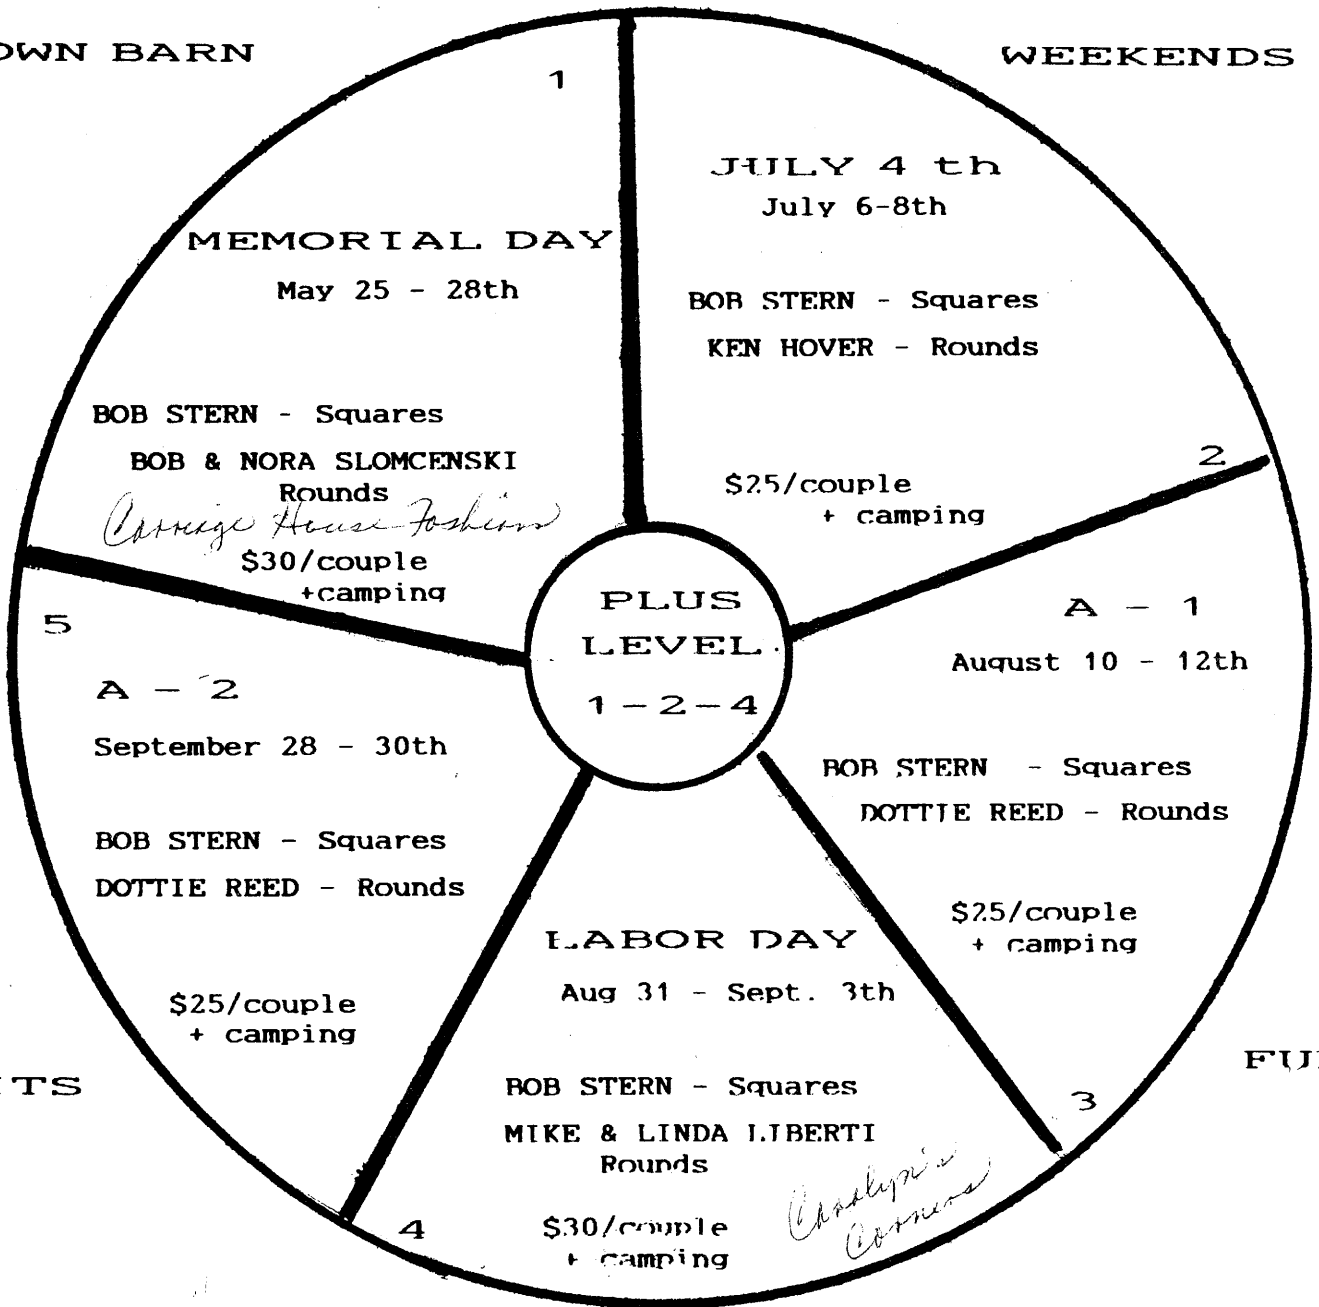 OWN BARN
WEEKENDS
1
MEMORIAL DAY
May 25 - 28th
BOB STERN - Squares
BOB & NORA SLOMCENSKI
Rounds
Carriage House Fashion
$30/couple
+camping
JULY 4 th
July 6-8th
BOB STERN - Squares
KEN HOVER - Rounds
$25/couple
+ camping
2
A - 1
August 10 - 12th
BOB STERN - Squares
DOTTIE REED - Rounds
$25/couple
+ camping
3
PLUS
LEVEL
1-2-4
5
A - 2
September 28 - 30th
BOB STERN - Squares
DOTTIE REED - Rounds
$25/couple
+ camping
LABOR DAY
Aug 31 - Sept. 3th
BOB STERN - Squares
MIKE & LINDA LIBERTI
Rounds
$30/couple
+ camping
Carolyn's
Corners
4
TS
FU